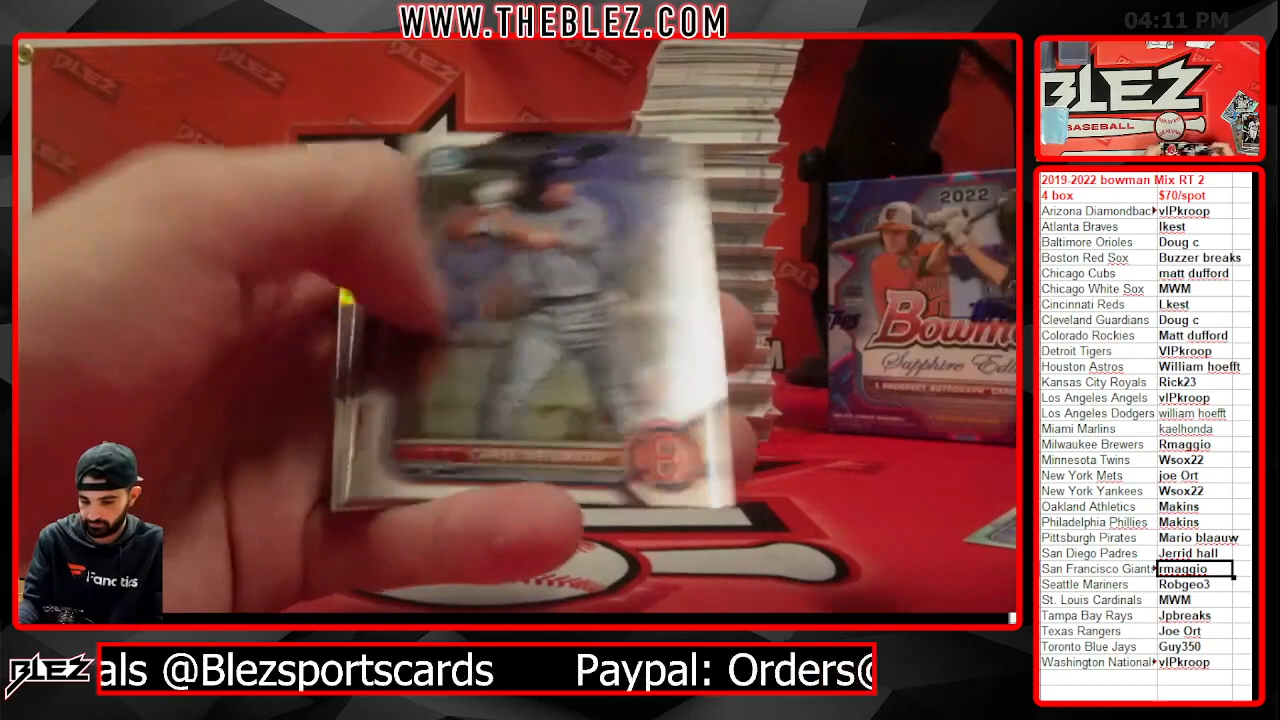 WWW.THEBLEZ.COM
04:11 PM
BLEZ
BASEBALL
2022
Sapphire Edi
1 PROSPECT AUTOGRAPH
Fanatics
2019-2022 bowman Mix RT 2
4 box $70/spot
Arizona Diamondbac vIPkroop
Atlanta Braves lkest
Baltimore Orioles Doug c
Boston Red Sox Buzzer breaks
Chicago Cubs matt dufford
Chicago White Sox MWM
Cincinnati Reds Lkest
Cleveland Guardians Doug c
Colorado Rockies Matt dufford
Detroit Tigers VIPkroop
Houston Astros William hoefft
Kansas City Royals Rick23
Los Angeles Angels vIPkroop
Los Angeles Dodgers william hoefft
Miami Marlins kaelhonda
Milwaukee Brewers Rmaggio
Minnesota Twins Wsox22
New York Mets joe Ort
New York Yankees Wsox22
Oakland Athletics Makins
Philadelphia Phillies Makins
Pittsburgh Pirates Mario blaauw
San Diego Padres Jerrid hall
San Francisco Giant rmaggio
Seattle Mariners Robgeo3
St. Louis Cardinals MWM
Tampa Bay Rays Jpbreaks
Texas Rangers Joe Ort
Toronto Blue Jays Guy350
Washington National vIPkroop
BLEZ
als @Blezsportscards Paypal: Orders@